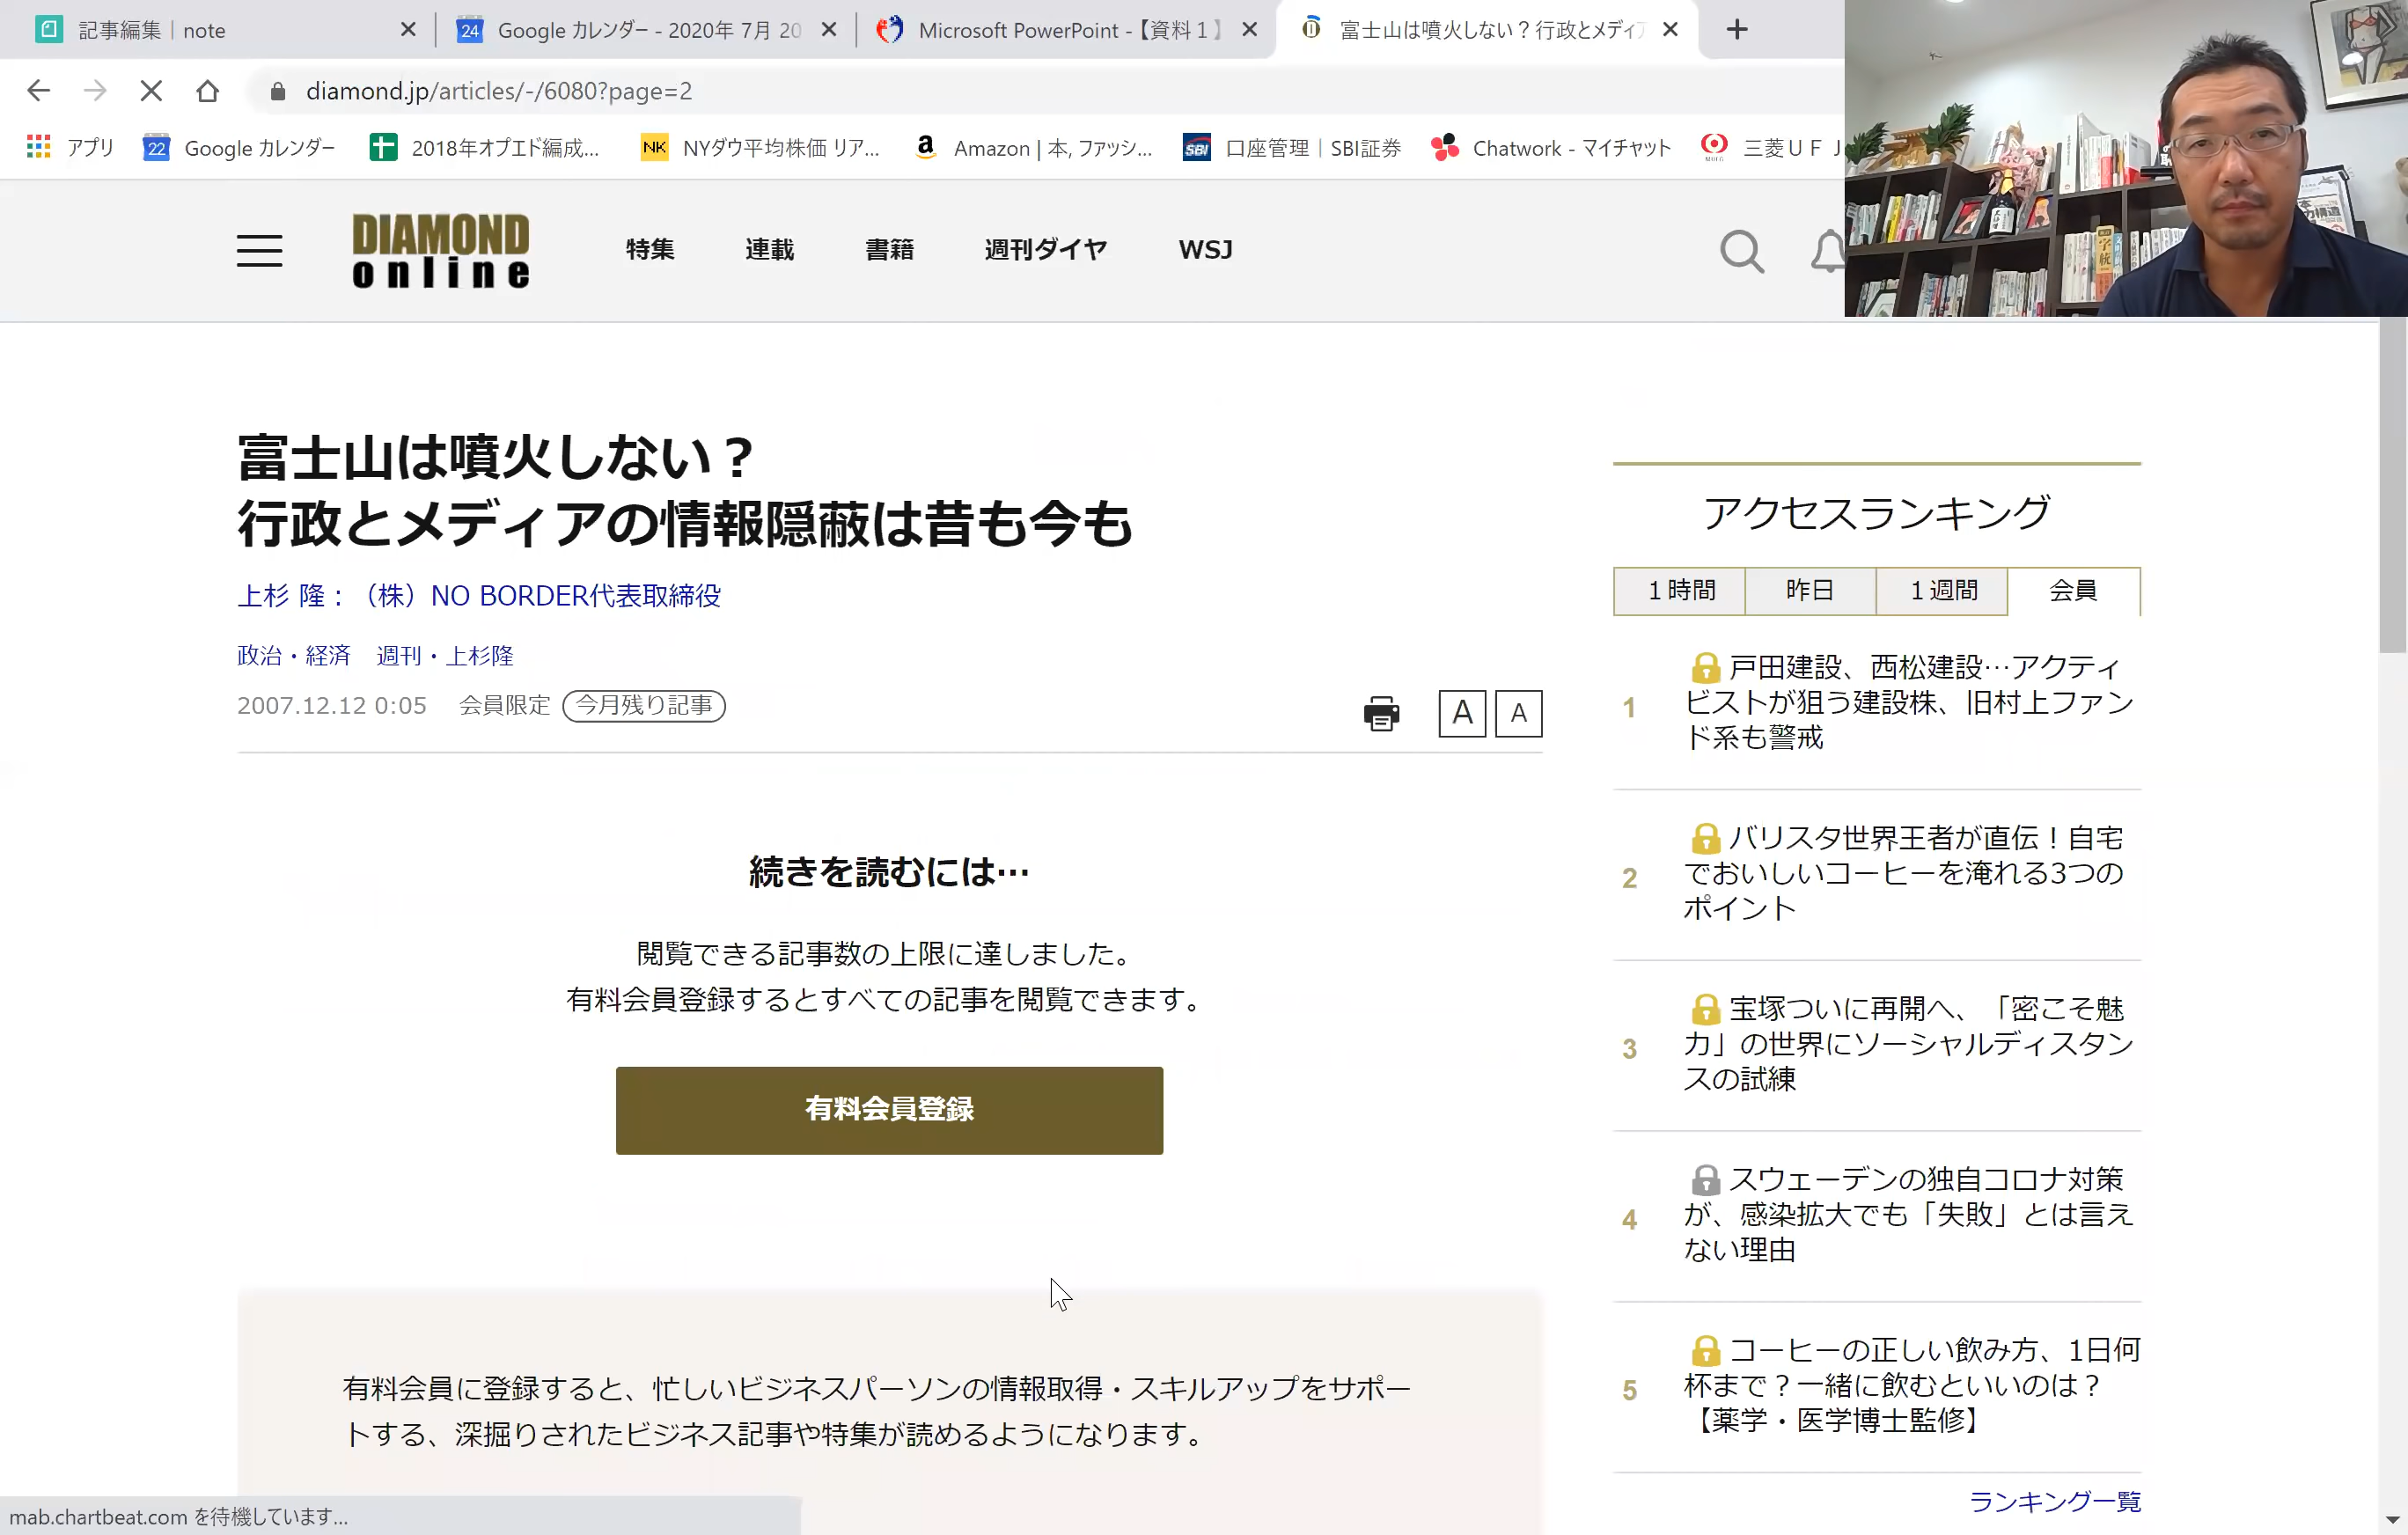 記事編集｜note
24
Google カレンダー - 2020年 7月 20
Microsoft PowerPoint - 【資料１】
富士山は噴火しない？行政とメディア
diamond.jp/articles/-/6080?page=2
アプリ
22
Google カレンダー
2018年オプエド編成...
NK
NYダウ平均株価 リア...
a
Amazon | 本, ファッシ...
SBI
口座管理｜SBI証券
Chatwork - マイチャット
MUFG
三菱ＵＦＪ
DIAMOND
online
特集
連載
書籍
週刊ダイヤ
WSJ
富士山は噴火しない？
行政とメディアの情報隠蔽は昔も今も
上杉 隆：（株）NO BORDER代表取締役
政治・経済　週刊・上杉隆
2007.12.12 0:05　会員限定　今月残り記事
A A
続きを読むには…
閲覧できる記事数の上限に達しました。
有料会員登録するとすべての記事を閲覧できます。
有料会員登録
有料会員に登録すると、忙しいビジネスパーソンの情報取得・スキルアップをサポー
トする、深掘りされたビジネス記事や特集が読めるようになります。
mab.chartbeat.com を待機しています...
アクセスランキング
１時間
昨日
１週間
会員
1
戸田建設、西松建設…アクティ
ビストが狙う建設株、旧村上ファン
ド系も警戒
2
バリスタ世界王者が直伝！自宅
でおいしいコーヒーを淹れる3つの
ポイント
3
宝塚ついに再開へ、「密こそ魅
力」の世界にソーシャルディスタン
スの試練
4
スウェーデンの独自コロナ対策
が、感染拡大でも「失敗」とは言え
ない理由
5
コーヒーの正しい飲み方、1日何
杯まで？一緒に飲むといいのは？
【薬学・医学博士監修】
ランキング一覧
字統